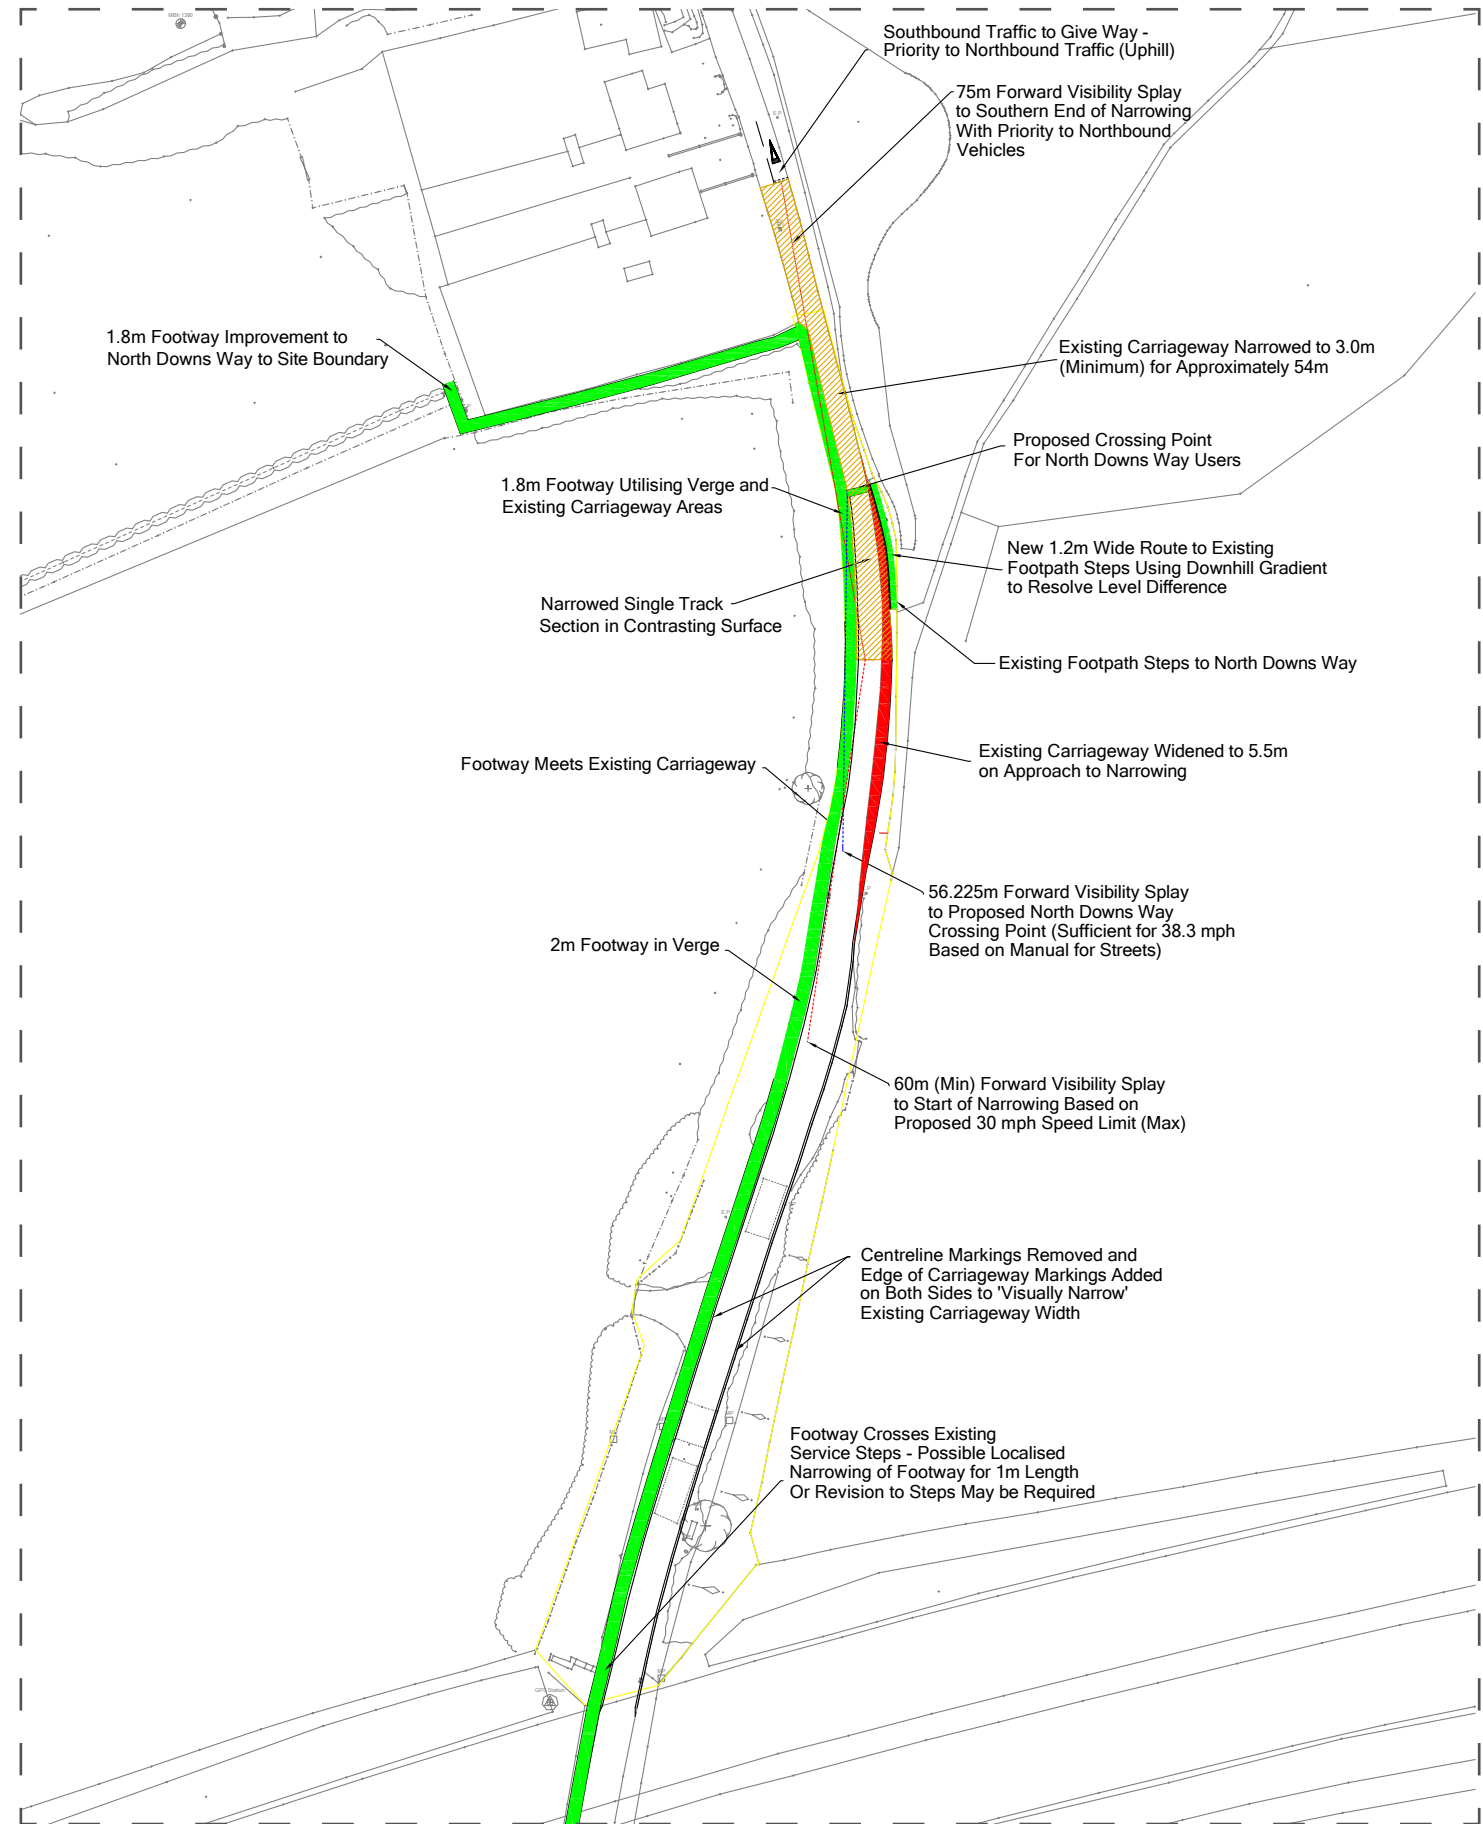 MBh 1390
Southbound Traffic to Give Way -
Priority to Northbound Traffic (Uphill)
75m Forward Visibility Splay
to Southern End of Narrowing
With Priority to Northbound
Vehicles
E.P
1.8m Footway Improvement to
North Downs Way to Site Boundary
Existing Carriageway Narrowed to 3.0m
(Minimum) for Approximately 54m
Proposed Crossing Point
For North Downs Way Users
1.8m Footway Utilising Verge and
Existing Carriageway Areas
New 1.2m Wide Route to Existing
Footpath Steps Using Downhill Gradient
to Resolve Level Difference
Narrowed Single Track
Section in Contrasting Surface
Existing Footpath Steps to North Downs Way
Existing Carriageway Widened to 5.5m
on Approach to Narrowing
Footway Meets Existing Carriageway
56.225m Forward Visibility Splay
to Proposed North Downs Way
Crossing Point (Sufficient for 38.3 mph
Based on Manual for Streets)
2m Footway in Verge
60m (Min) Forward Visibility Splay
to Start of Narrowing Based on
Proposed 30 mph Speed Limit (Max)
E.P
Centreline Markings Removed and
Edge of Carriageway Markings Added
on Both Sides to 'Visually Narrow'
Existing Carriageway Width
MP
Footway Crosses Existing
Service Steps - Possible Localised
Narrowing of Footway for 1m Length
Or Revision to Steps May be Required
MP
GPS Station